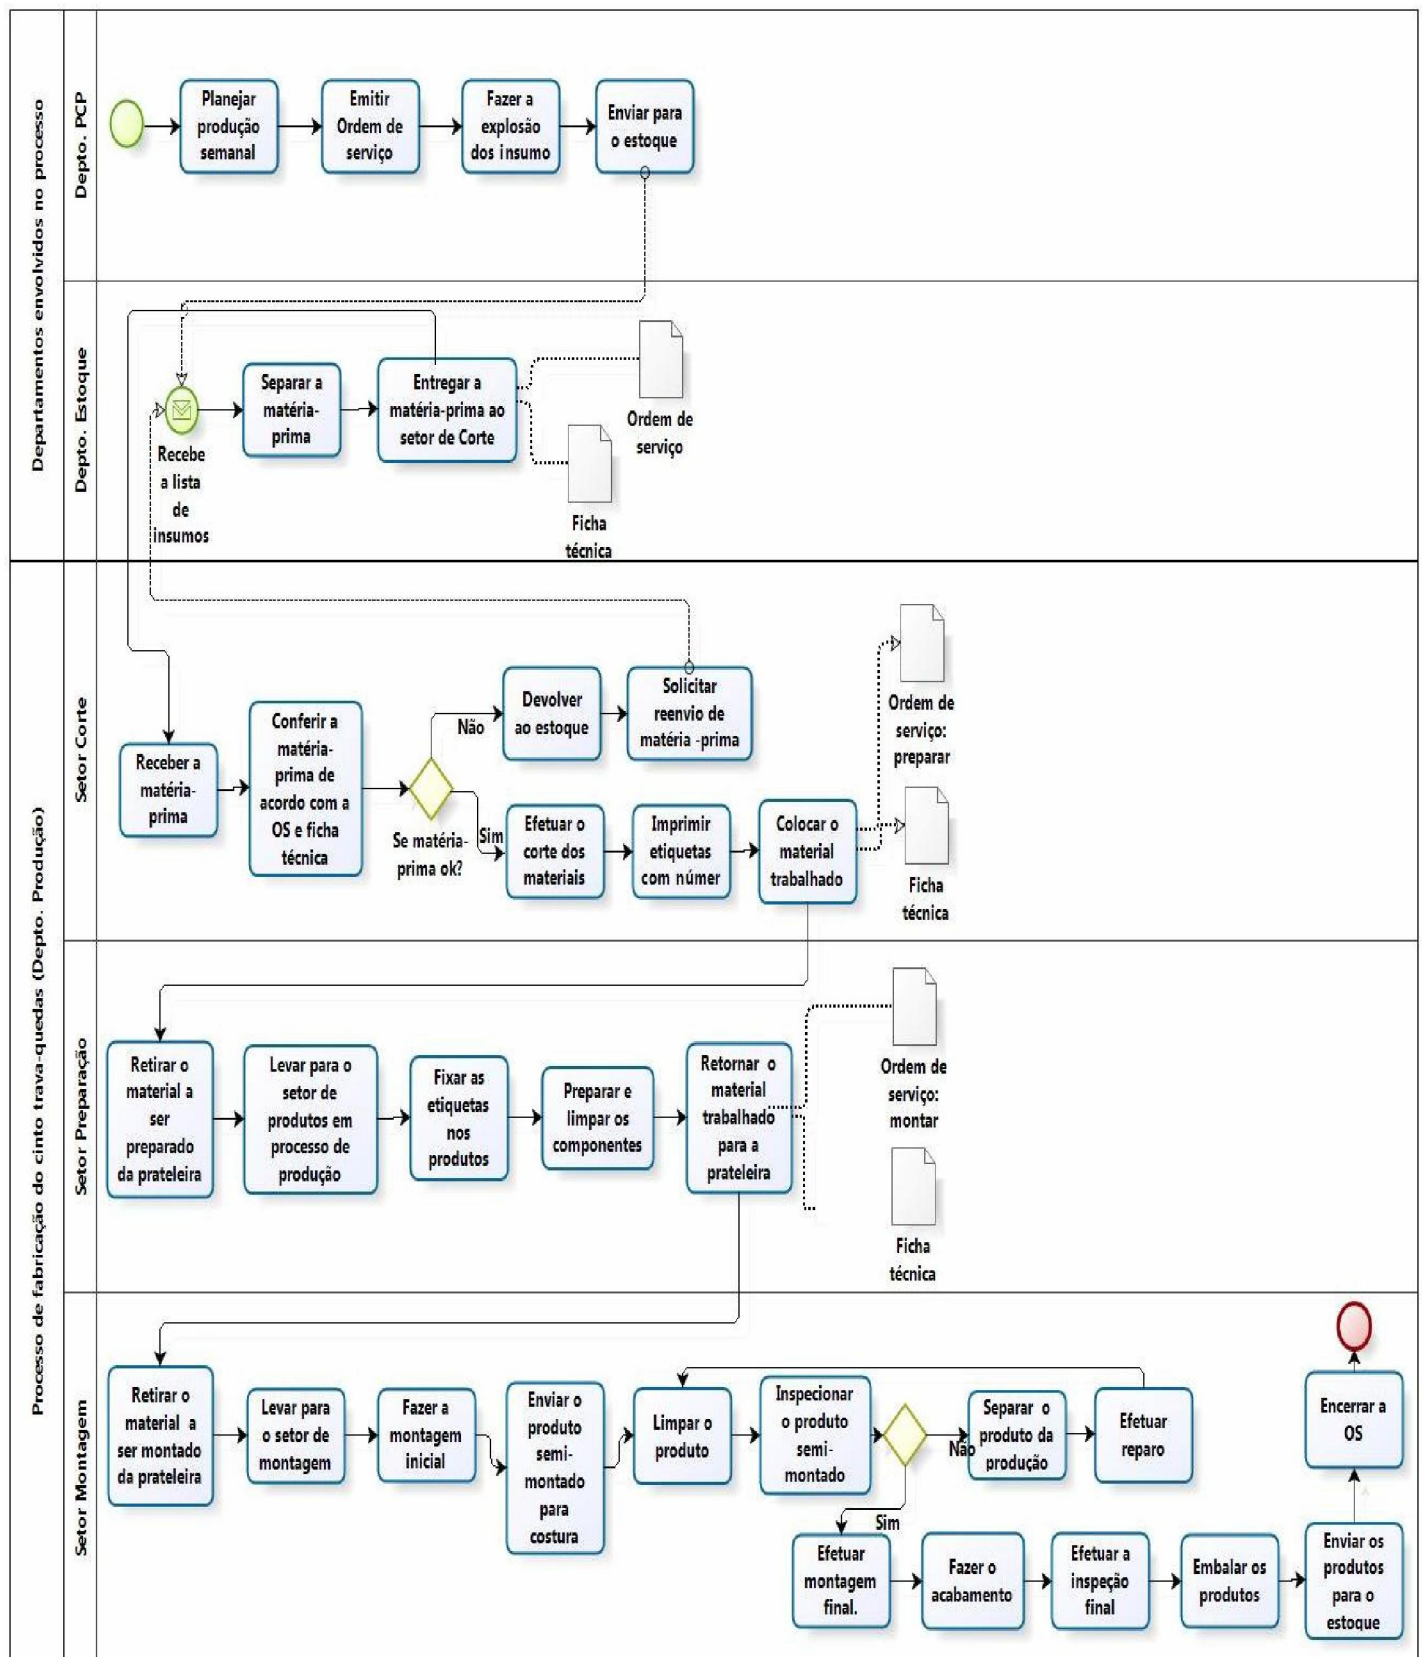 Departamentos envolvidos no processo
Depto. PCP
Planejar
produção
semanal
Emitir
Ordem de
serviço
Fazer a
explosão
dos insumo
Enviar para
o estoque
Depto. Estoque
Recebe
a lista
de
insumos
Separar a
matéria-
prima
Entregar a
matéria-prima ao
setor de Corte
Ordem de
serviço
Ficha
técnica
Processo de fabricação do cinto trava-quedas (Depto. Produção)
Setor Corte
Receber a
matéria-
prima
Conferir a
matéria-
prima de
acordo com a
OS e ficha
técnica
Se matéria-
prima ok?
Não
Devolver
ao estoque
Solicitar
reenvio de
matéria -prima
Sim
Efetuar o
corte dos
materiais
Imprimir
etiquetas
com númer
Colocar o
material
trabalhado
Ordem de
serviço:
preparar
Ficha
técnica
Setor Preparação
Retirar o
material a
ser
preparado
da prateleira
Levar para o
setor de
produtos em
processo de
produção
Fixar as
etiquetas
nos
produtos
Preparar e
limpar os
componentes
Retornar o
material
trabalhado
para a
prateleira
Ordem de
serviço:
montar
Ficha
técnica
Setor Montagem
Retirar o
material a
ser montado
da prateleira
Levar para
o setor de
montagem
Fazer a
montagem
inicial
Enviar o
produto
semi-
montado
para
costura
Limpar o
produto
Inspecionar
o produto
semi-
montado
Não
Separar o
produto da
produção
Efetuar
reparo
Sim
Efetuar
montagem
final.
Fazer o
acabamento
Efetuar a
inspeção
final
Embalar os
produtos
Enviar os
produtos
para o
estoque
Encerrar a
OS